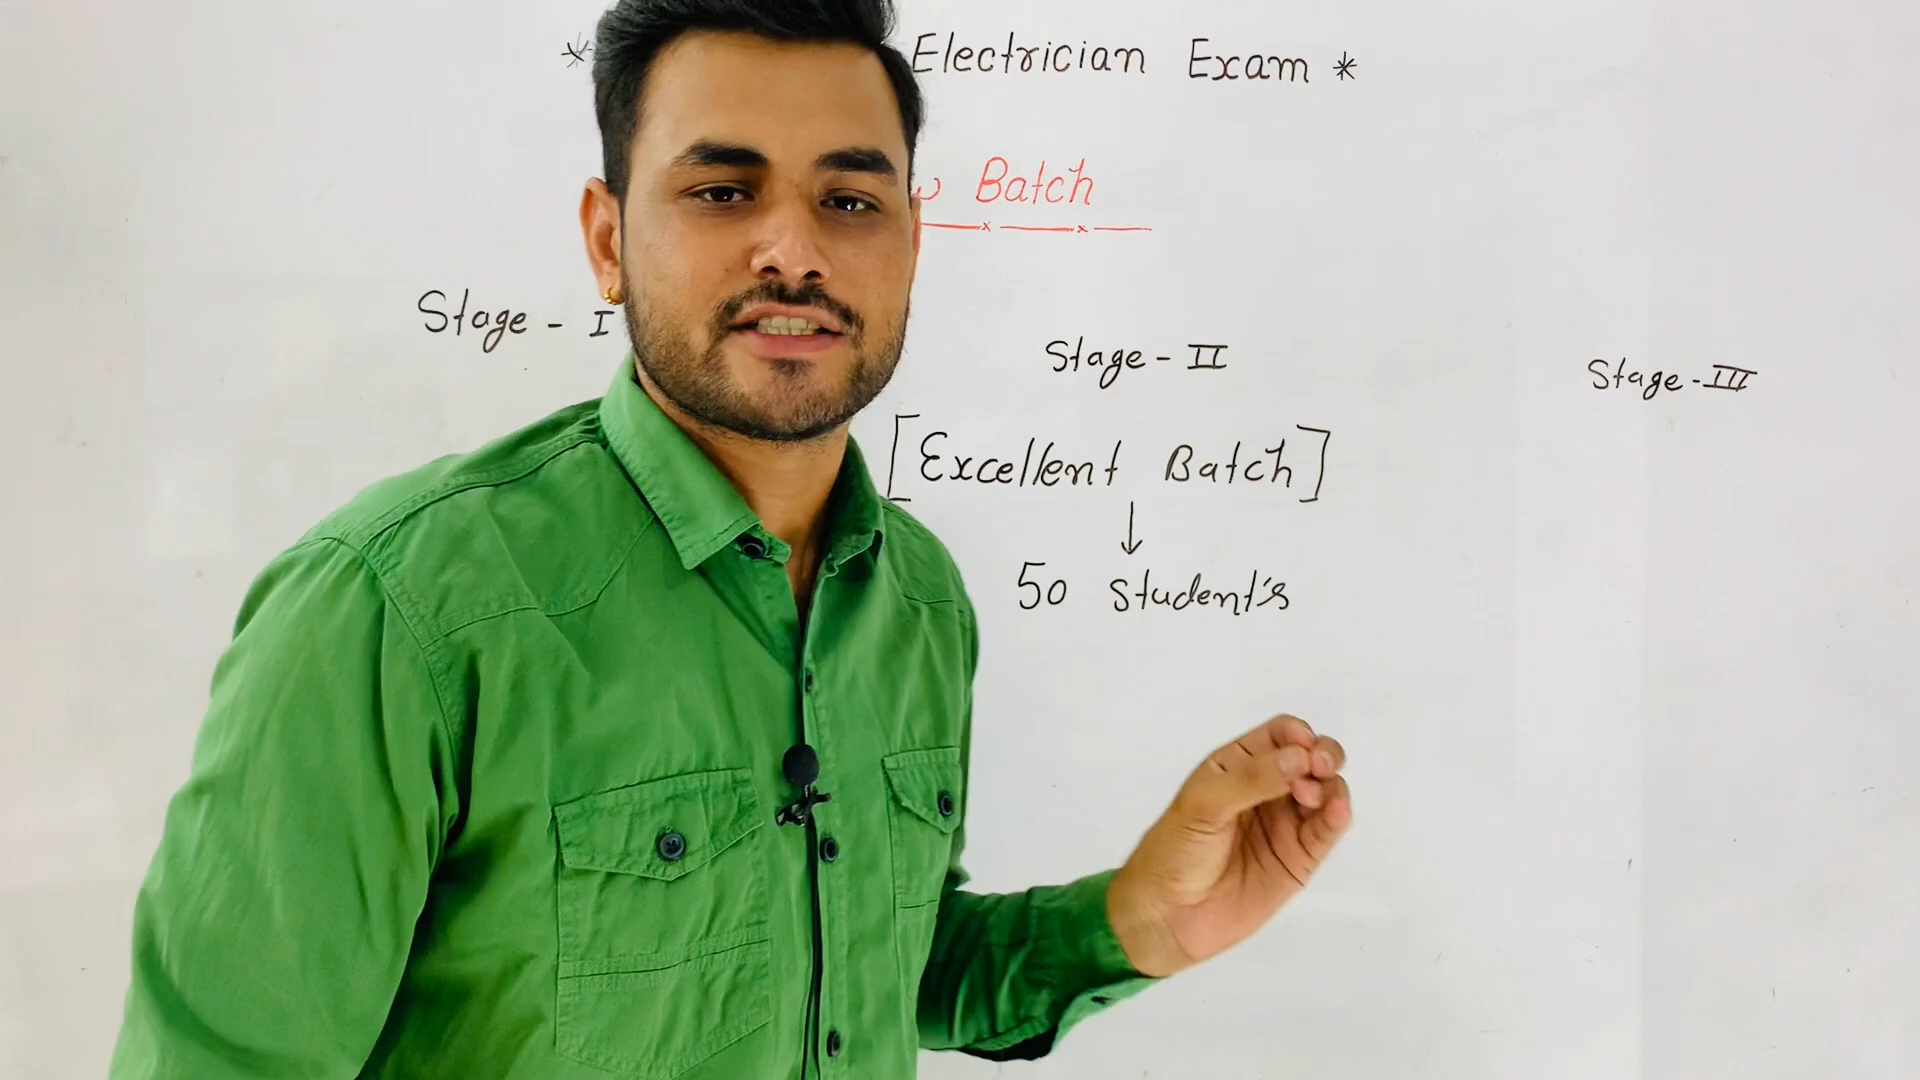 * Electrician Exam *
Batch
Stage - I
Stage - II
Stage - III
[Excellent Batch]
↓
50 Student's